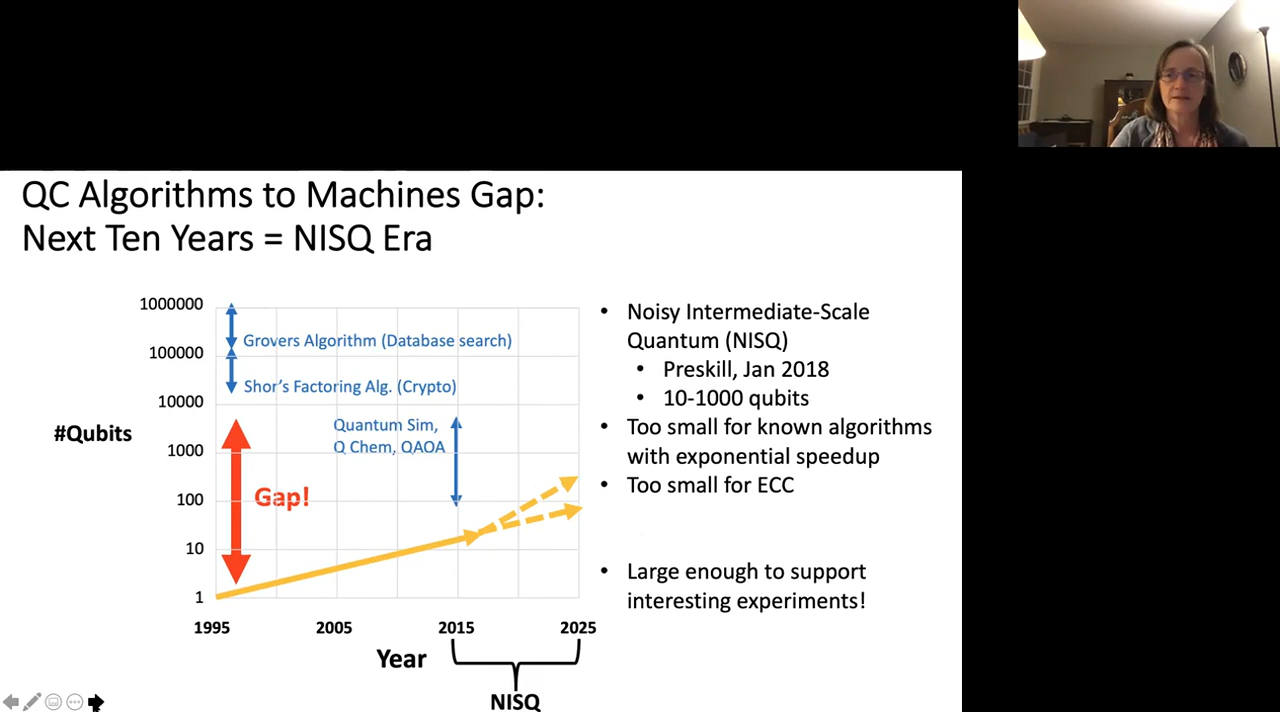 QC Algorithms to Machines Gap:
Next Ten Years = NISQ Era
1000000
100000
10000
1000
100
10
1
#Qubits
Grovers Algorithm (Database search)
Shor's Factoring Alg. (Crypto)
Quantum Sim,
Q Chem, QAOA
Gap!
1995
2005
2015
2025
Year
NISQ
• Noisy Intermediate-Scale
Quantum (NISQ)
• Preskill, Jan 2018
• 10-1000 qubits
• Too small for known algorithms
with exponential speedup
• Too small for ECC
• Large enough to support
interesting experiments!